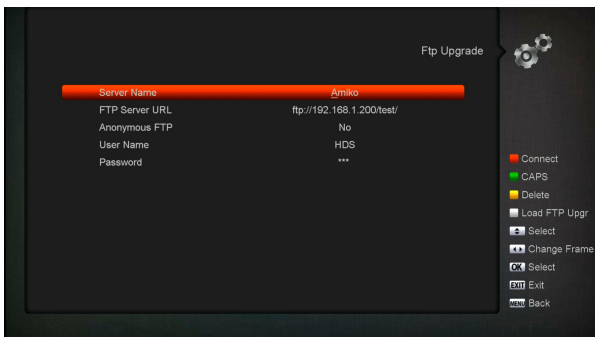 Ftp Upgrade
Server Name Amiko
FTP Server URL ftp://192.168.1.200/test/
Anonymous FTP No
User Name HDS
Password ***
Connect
CAPS
Delete
Load FTP Upgr
Select
Change Frame
OK Select
EXIT Exit
MENU Back